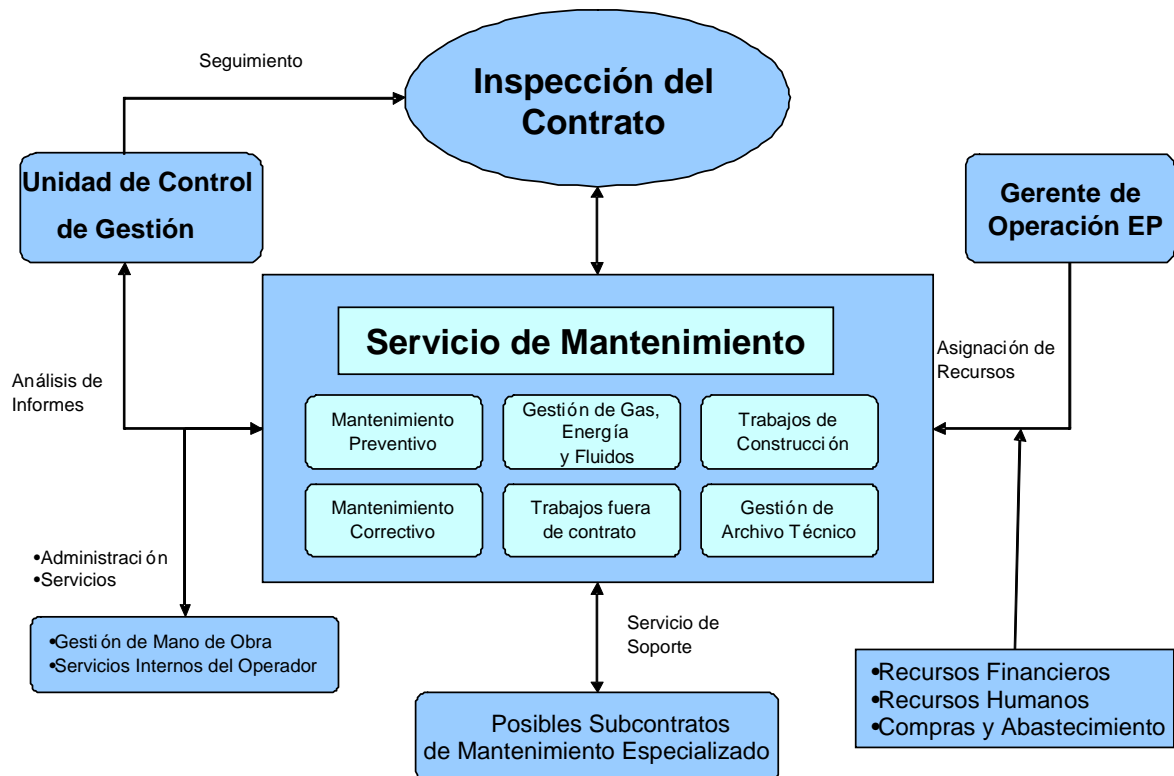 Seguimiento
Inspección del
Contrato
Unidad de Control
de Gestión
Gerente de
Operación EP
Servicio de Mantenimiento
Análisis de
Informes
Asignación de
Recursos
Mantenimiento
Preventivo
Gestión de Gas,
Energía
y Fluidos
Trabajos de
Construcción
Mantenimiento
Correctivo
Trabajos fuera
de contrato
Gestión de
Archivo Técnico
•Administración
•Servicios
•Gestión de Mano de Obra
•Servicios Internos del Operador
Servicio de
Soporte
•Recursos Financieros
•Recursos Humanos
•Compras y Abastecimiento
Posibles Subcontratos
de Mantenimiento Especializado